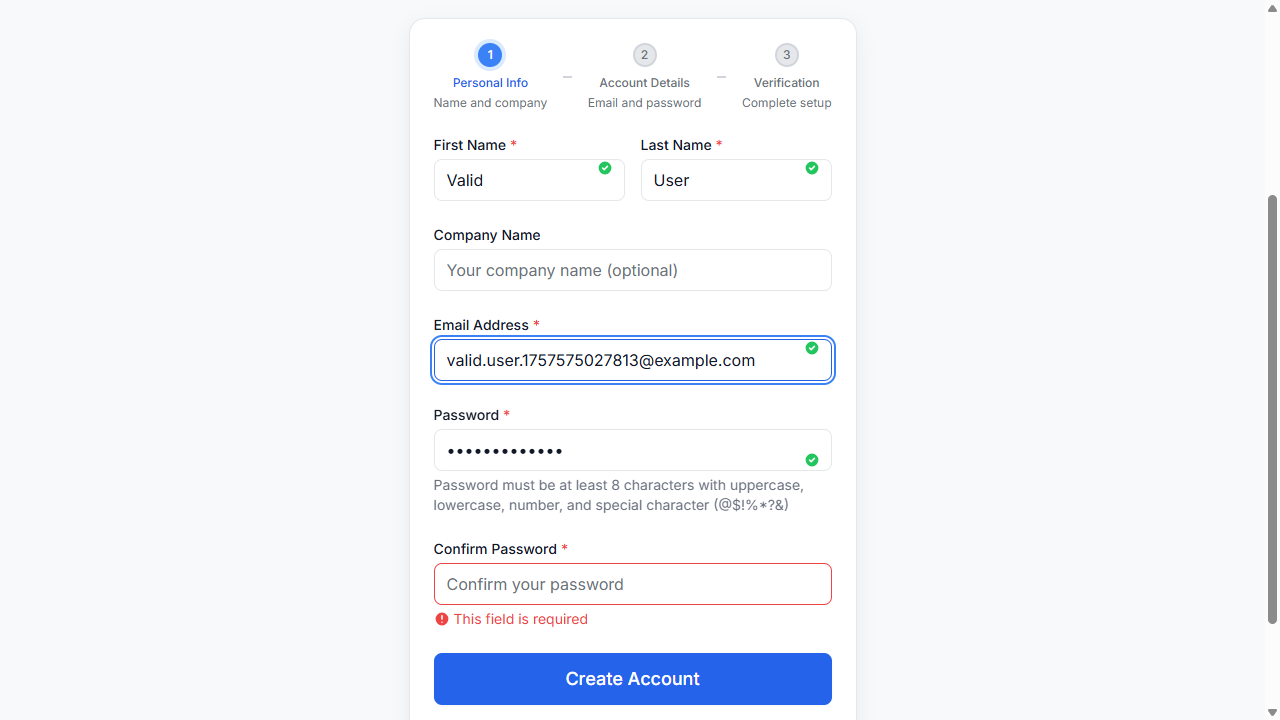 1
Personal Info
Name and company
2
Account Details
Email and password
3
Verification
Complete setup
First Name *
Last Name *
Valid
User
Company Name
Your company name (optional)
Email Address *
valid.user.1757575027813@example.com
Password *
•••••••••••••
Password must be at least 8 characters with uppercase,
lowercase, number, and special character (@$!%*?&)
Confirm Password *
Confirm your password
This field is required
Create Account